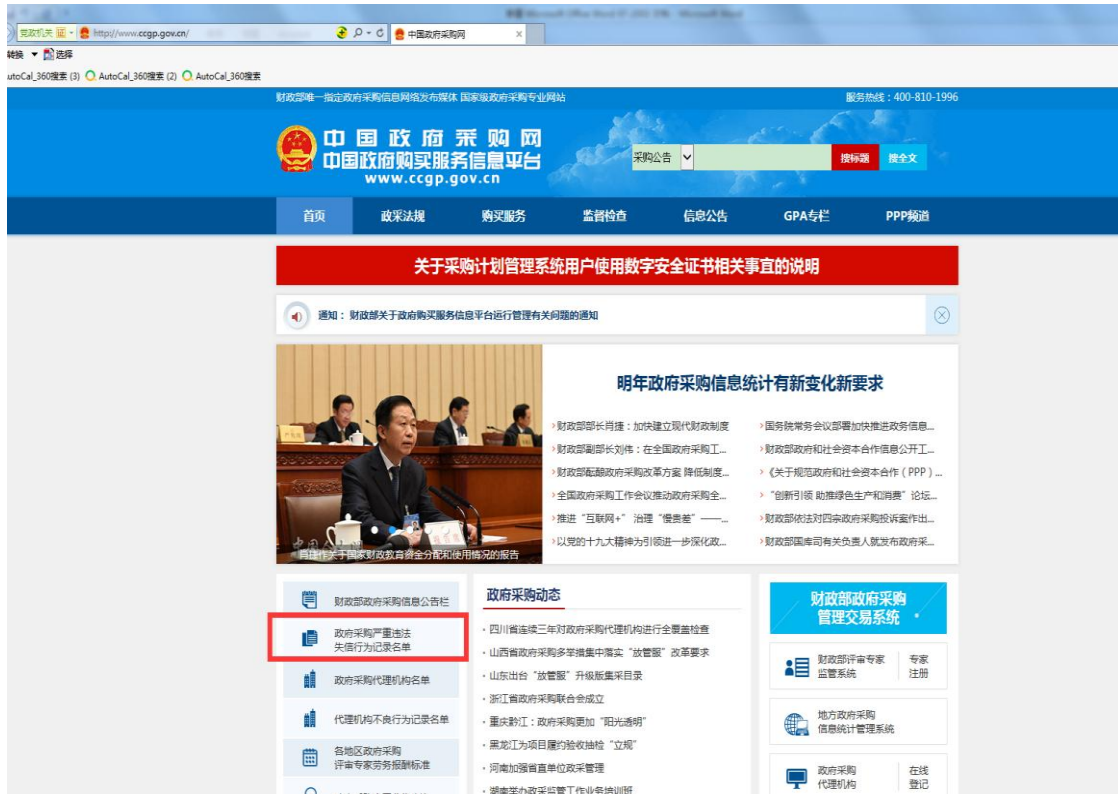 党政机关 证 http://www.ccgp.gov.cn/
中国政府采购网
转换 选择
utoCal_360搜索 (3) AutoCal_360搜索 (2) AutoCal_360搜索
财政部唯一指定政府采购信息网络发布媒体 国家级政府采购专业网站
服务热线：400-810-1996
中国政府采购网
中国政府购买服务信息平台
www.ccgp.gov.cn
采购公告
搜标题 搜全文
首页 政采法规 购买服务 监督检查 信息公告 GPA专栏 PPP频道
关于采购计划管理系统用户使用数字安全证书相关事宜的说明
通知： 财政部关于政府购买服务信息平台运行管理有关问题的通知
明年政府采购信息统计有新变化新要求
财政部部长肖捷：加快建立现代财政制度
财政部副部长刘伟：在全国政府采购工...
财政部酝酿政府采购改革方案 降低制度...
全国政府采购工作会议推动政府采购全...
推进“互联网+” 治理“慢贵差”——...
以党的十九大精神为引领进一步深化政...
国务院常务会议部署加快推进政务信息...
财政部政府和社会资本合作信息公开工...
《关于规范政府和社会资本合作（PPP）...
“创新引领 助推绿色生产和消费”论坛...
财政部依法对四宗政府采购投诉案作出...
财政部国库司有关负责人就发布政府采...
肖捷作关于国家财政教育资金分配和使用情况的报告
财政部政府采购信息公告栏
政府采购严重违法
失信行为记录名单
政府采购代理机构名单
代理机构不良行为记录名单
各地区政府采购
评审专家劳务报酬标准
政府采购动态
· 四川省连续三年对政府采购代理机构进行全覆盖检查
· 山西省政府采购多举措集中落实“放管服”改革要求
· 山东出台“放管服”升级版集采目录
· 浙江省政府采购联合会成立
· 重庆黔江：政府采购更加“阳光透明”
· 黑龙江为项目履约验收抽检“立规”
· 河南加强省直单位政采管理
· 湖南举办政采监管工作业务培训班
财政部政府采购
管理交易系统
财政部评审专家
监管系统
专家
注册
地方政府采购
信息统计管理系统
政府采购
代理机构
在线
登记